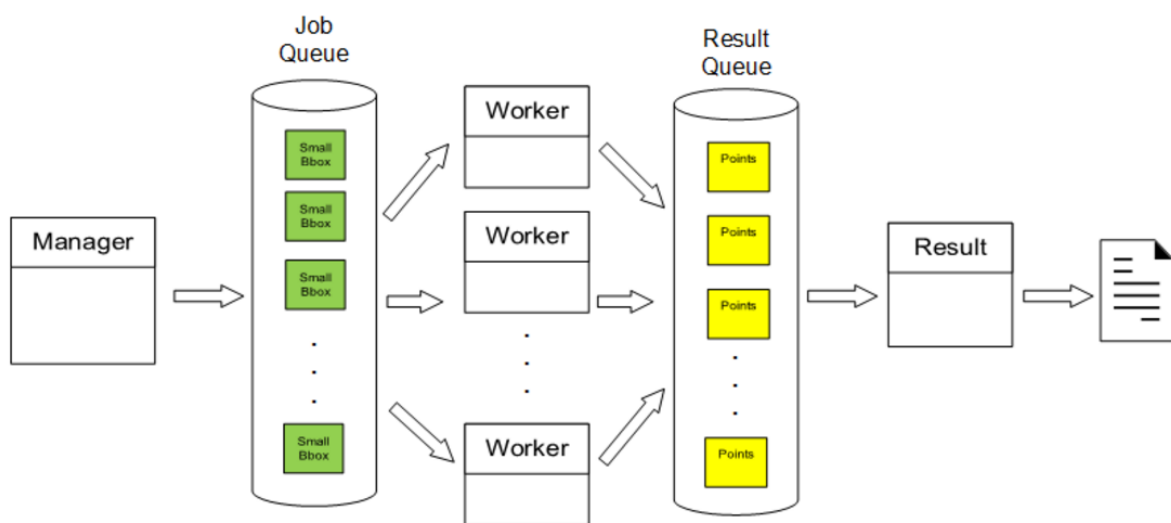 Job
Queue
Result
Queue
Manager
Small
Bbox
Small
Bbox
Small
Bbox
.
.
.
Small
Bbox
Worker
Worker
.
.
.
Worker
Points
Points
Points
.
.
.
Points
Result